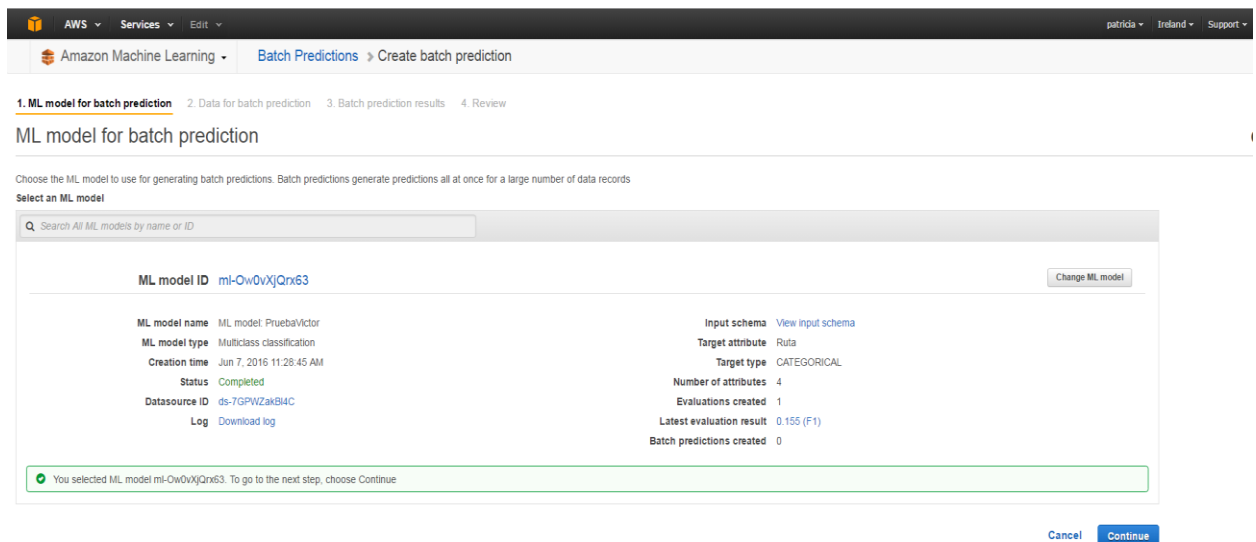 AWS Services Edit patricia Ireland Support
Amazon Machine Learning Batch Predictions > Create batch prediction
1. ML model for batch prediction 2. Data for batch prediction 3. Batch prediction results 4. Review
ML model for batch prediction
Choose the ML model to use for generating batch predictions. Batch predictions generate predictions all at once for a large number of data records
Select an ML model
Search All ML models by name or ID
ML model ID ml-Ow0vXjQrx63 Change ML model
ML model name ML model: PruebaVictor Input schema View input schema
ML model type Multiclass classification Target attribute Ruta
Creation time Jun 7, 2016 11:28:45 AM Target type CATEGORICAL
Status Completed Number of attributes 4
Datasource ID ds-7GPWZakBI4C Evaluations created 1
Log Download log Latest evaluation result 0.155 (F1)
Batch predictions created 0
You selected ML model ml-Ow0vXjQrx63. To go to the next step, choose Continue
Cancel Continue